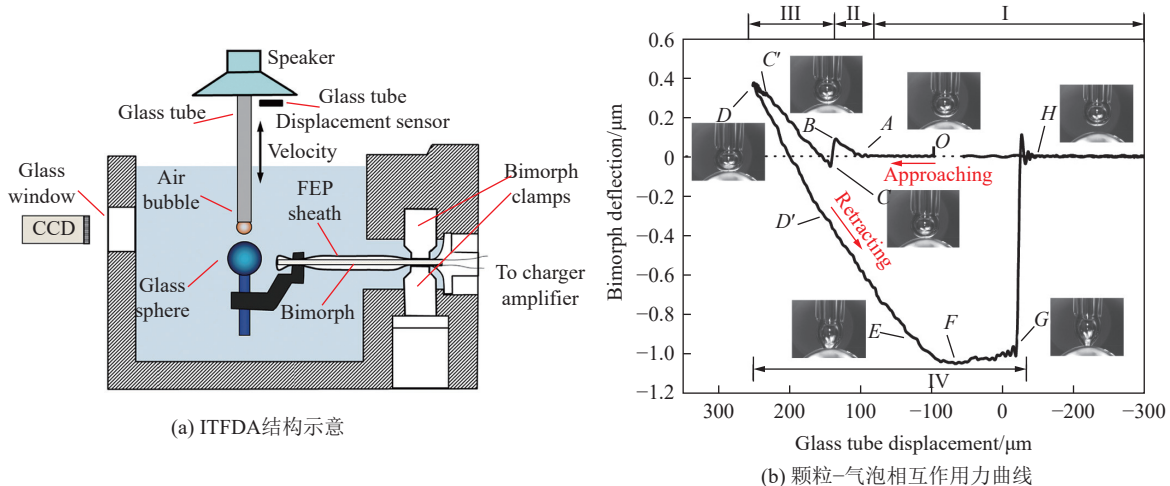 Speaker
Glass tube
Glass tube
Displacement sensor
Velocity
Glass
window
Air
bubble
FEP
sheath
Bimorph
clamps
CCD
Glass
sphere
Bimorph
To charger
amplifier
(a) ITFDA结构示意
III
II
I
Bimorph deflection/μm
0.6
0.4
0.2
0
−0.2
−0.4
−0.6
−0.8
−1.0
−1.2
C′
D
B
A
O
H
Approaching
C
D′
Retracting
E
F
G
IV
300
200
100
−100
0
−200
−300
Glass tube displacement/μm
(b) 颗粒−气泡相互作用力曲线